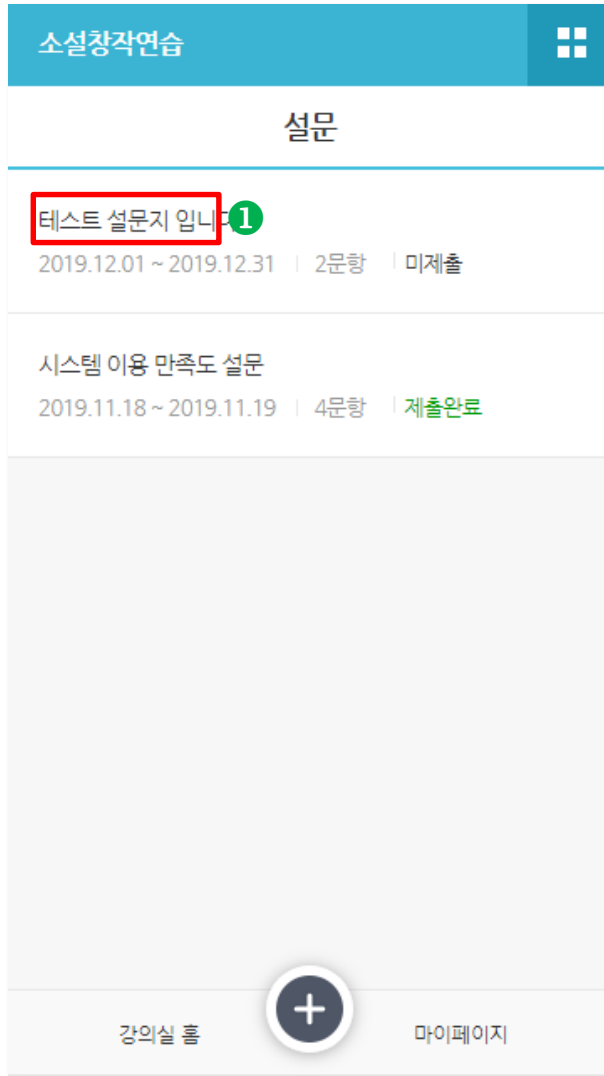 소설창작연습
설문
테스트 설문지 입니다
1
2019.12.01 ~ 2019.12.31 2문항 미제출
시스템 이용 만족도 설문
2019.11.18 ~ 2019.11.19 4문항 제출완료
강의실 홈 마이페이지